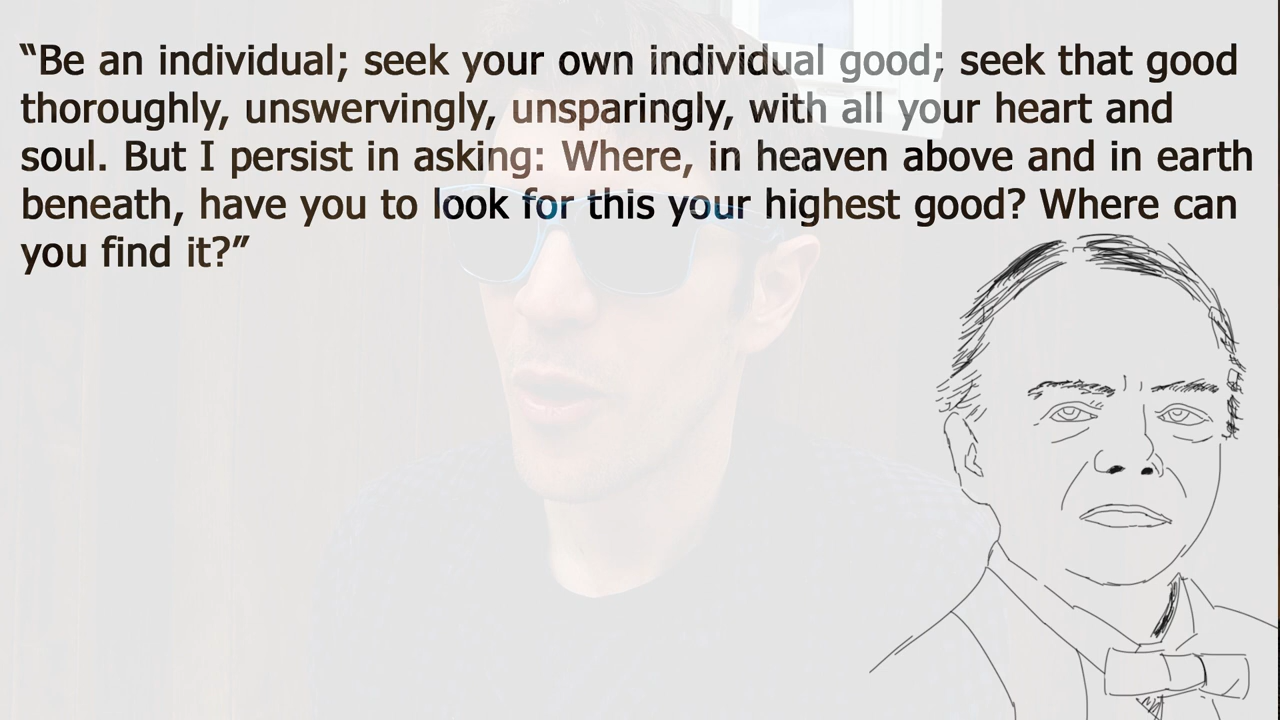 “Be an individual; seek your own individual good; seek that good
thoroughly, unswervingly, unsparingly, with all your heart and
soul. But I persist in asking: Where, in heaven above and in earth
beneath, have you to look for this your highest good? Where can
you find it?”